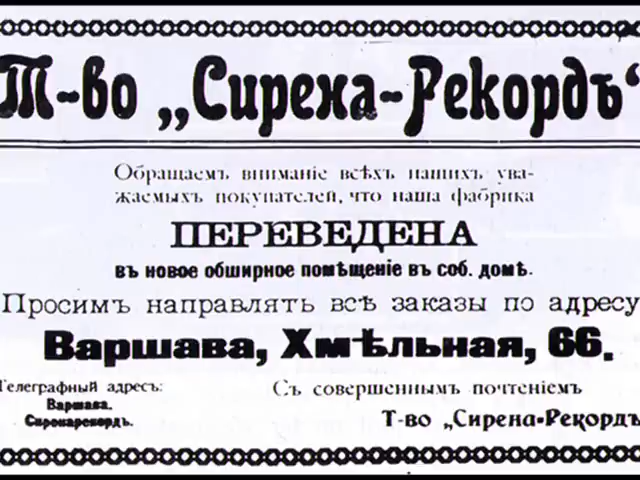 Т-во „Сирена-Рекордъ“
Обращаемъ вниманіе всѣхъ нашихъ ува-
жаемыхъ покупателей, что наша фабрика
ПЕРЕВЕДЕНА
въ новое обширное помѣщеніе въ соб. домѣ.
Просимъ направлять всѣ заказы по адресу
Варшава, Хмѣльная, 66.
Телеграфный адресъ:
Варшава.
Сиренарекордъ.
Съ совершеннымъ почтеніемъ
Т-во „Сирена-Рекордъ